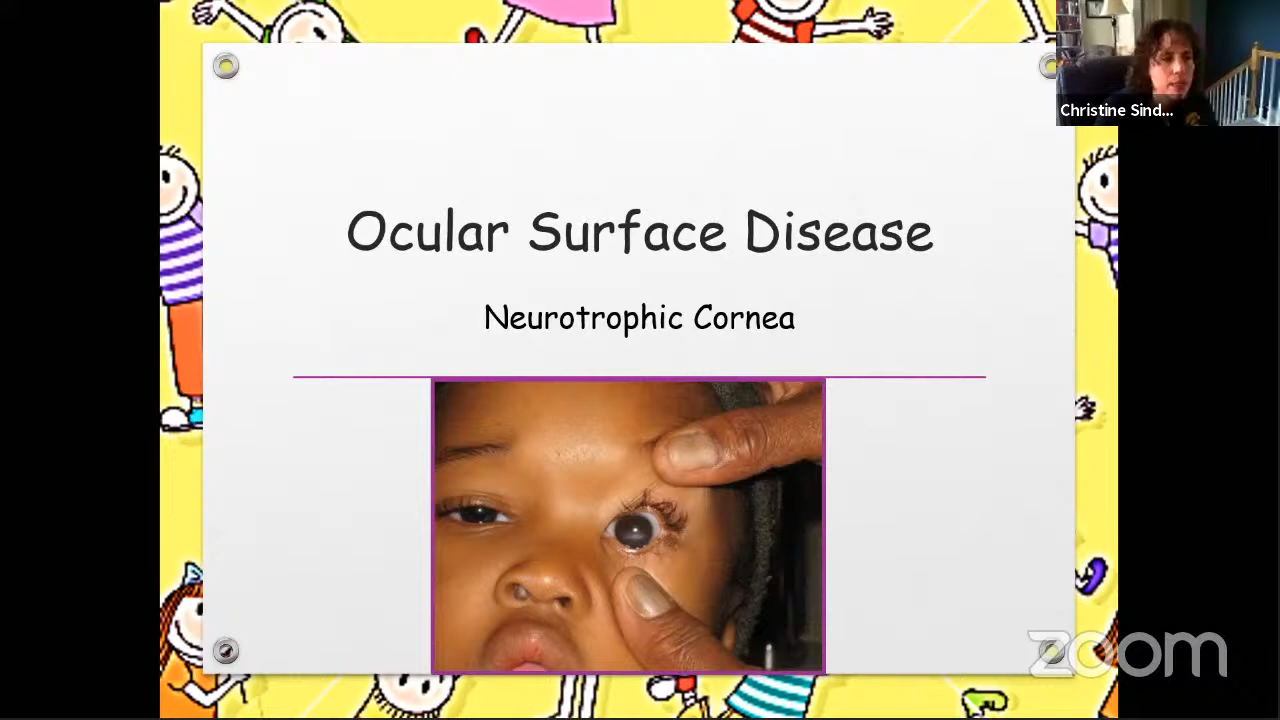 Christine Sind...
Ocular Surface Disease
Neurotrophic Cornea
zoom